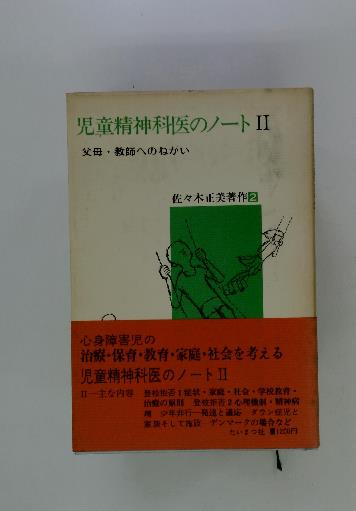 児童精神科医のノートII
父母・教師へのねがい
佐々木正美著作2
心身障害児の
治療・保育・教育・家庭・社会を考える
児童精神科医のノートII
II―主な内容 登校拒否1症状・家庭・社会・学校教育・
治療の原則 登校拒否2心理機制・精神病
理 少年非行―発達と適応 ダウン症児と
家族そして施設―デンマークの場合など
たいまつ社 ■1200円